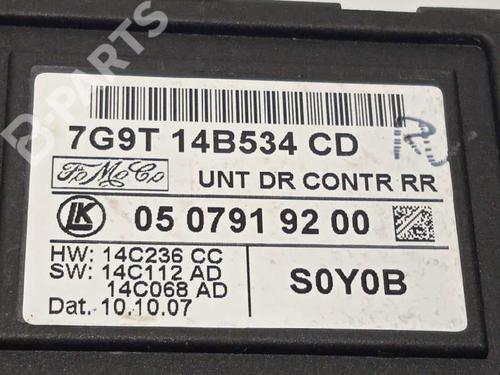 B-PARTS
7G9T 14B534 CD
FoMoCo
UNT DR CONTR RR
LK
05 0791 92 00
HW: 14C236 CC
SW: 14C112 AD
14C068 AD
S0Y0B
Dat. 10.10.07